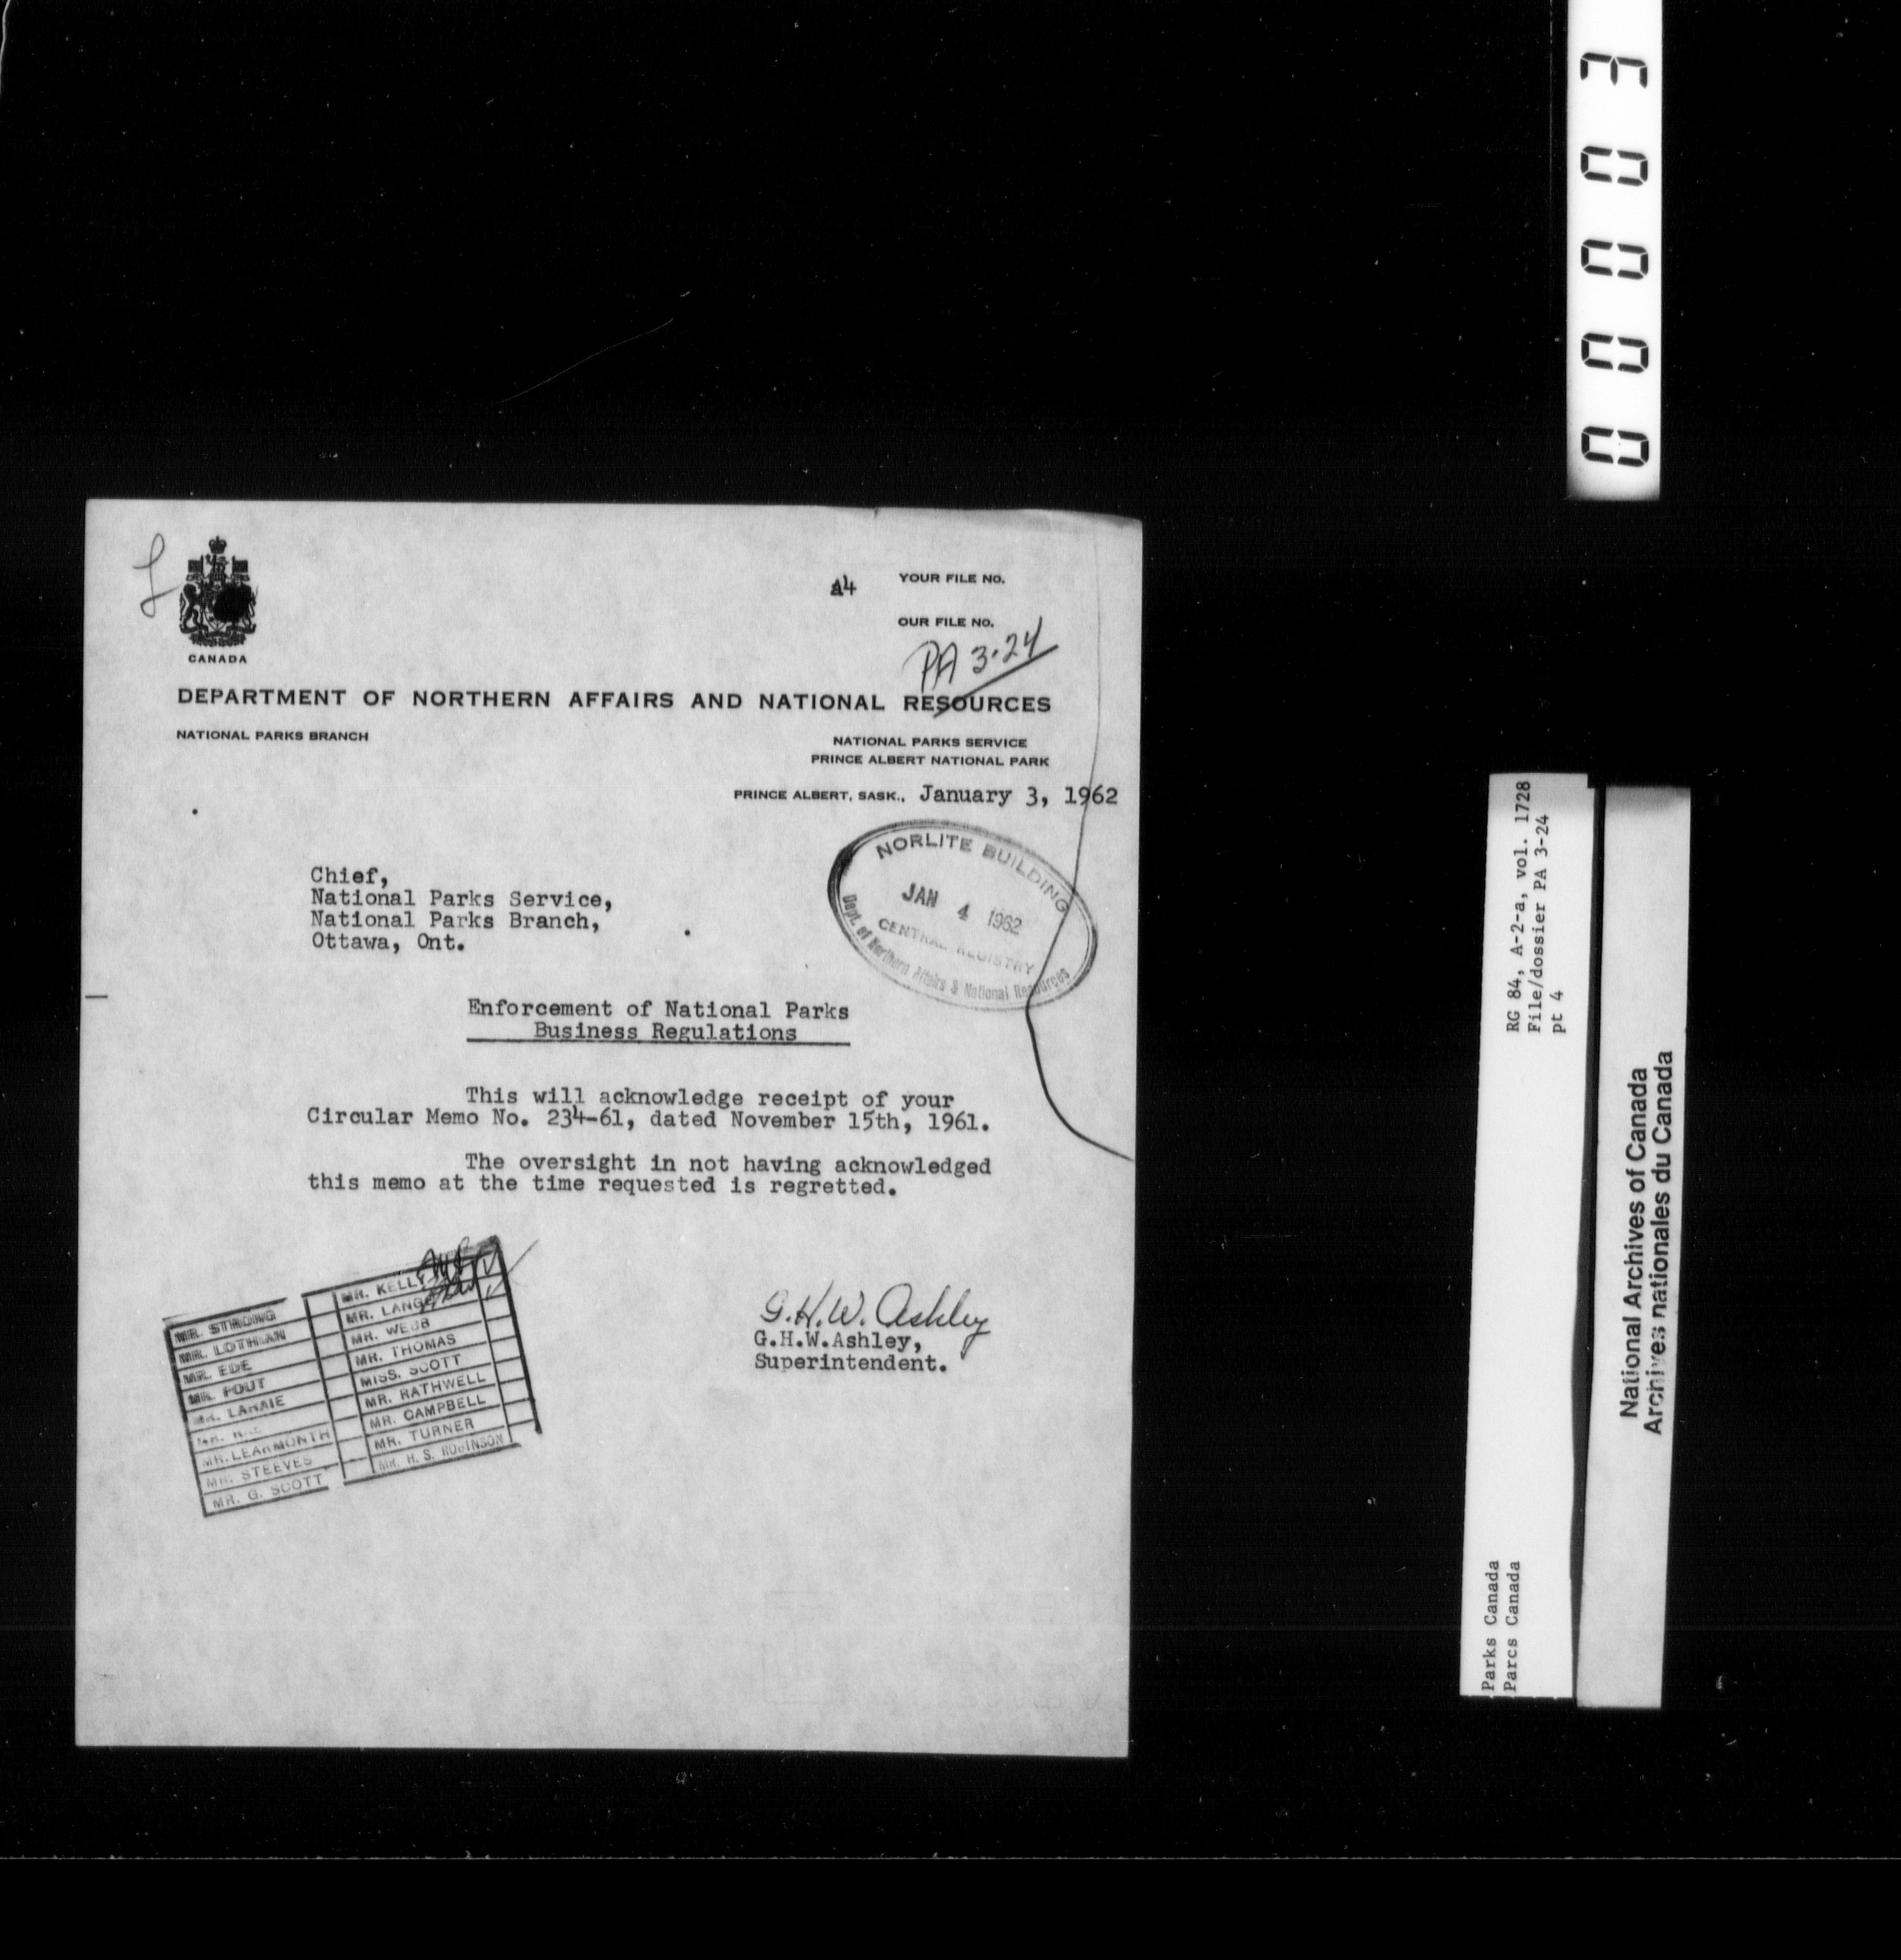 00003
CANADA
A4
YOUR FILE NO.
OUR FILE NO.
PA 3-24
DEPARTMENT OF NORTHERN AFFAIRS AND NATIONAL RESOURCES
NATIONAL PARKS BRANCH
NATIONAL PARKS SERVICE
PRINCE ALBERT NATIONAL PARK
PRINCE ALBERT, SASK., January 3, 1962
NORLITE BUILDING
JAN 4 1962
CENTRAL REGISTRY
Dept. of Northern Affairs & National Resources
Chief,
National Parks Service,
National Parks Branch,
Ottawa, Ont.
Enforcement of National Parks
Business Regulations
This will acknowledge receipt of your
Circular Memo No. 234-61, dated November 15th, 1961.
The oversight in not having acknowledged
this memo at the time requested is regretted.
G.H.W. Ashley
G.H.W.Ashley,
Superintendent.
MR. STRONG
MR. LOTHIAN
MR. EDE
MR. POUT
MR.
MR.
MR. LEARMONTH
MR. STEEVES
MR. G. SCOTT
MR. KELLY
MR. LANG
MR. WEBB
MR. THOMAS
MISS. SCOTT
MR. RATHWELL
MR. CAMPBELL
MR. TURNER
MR. H. S. ROBINSON
RG 84, A-2-a, vol. 1728
File/dossier PA 3-24
pt 4
Parks Canada
Parcs Canada
National Archives of Canada
Archives nationales du Canada